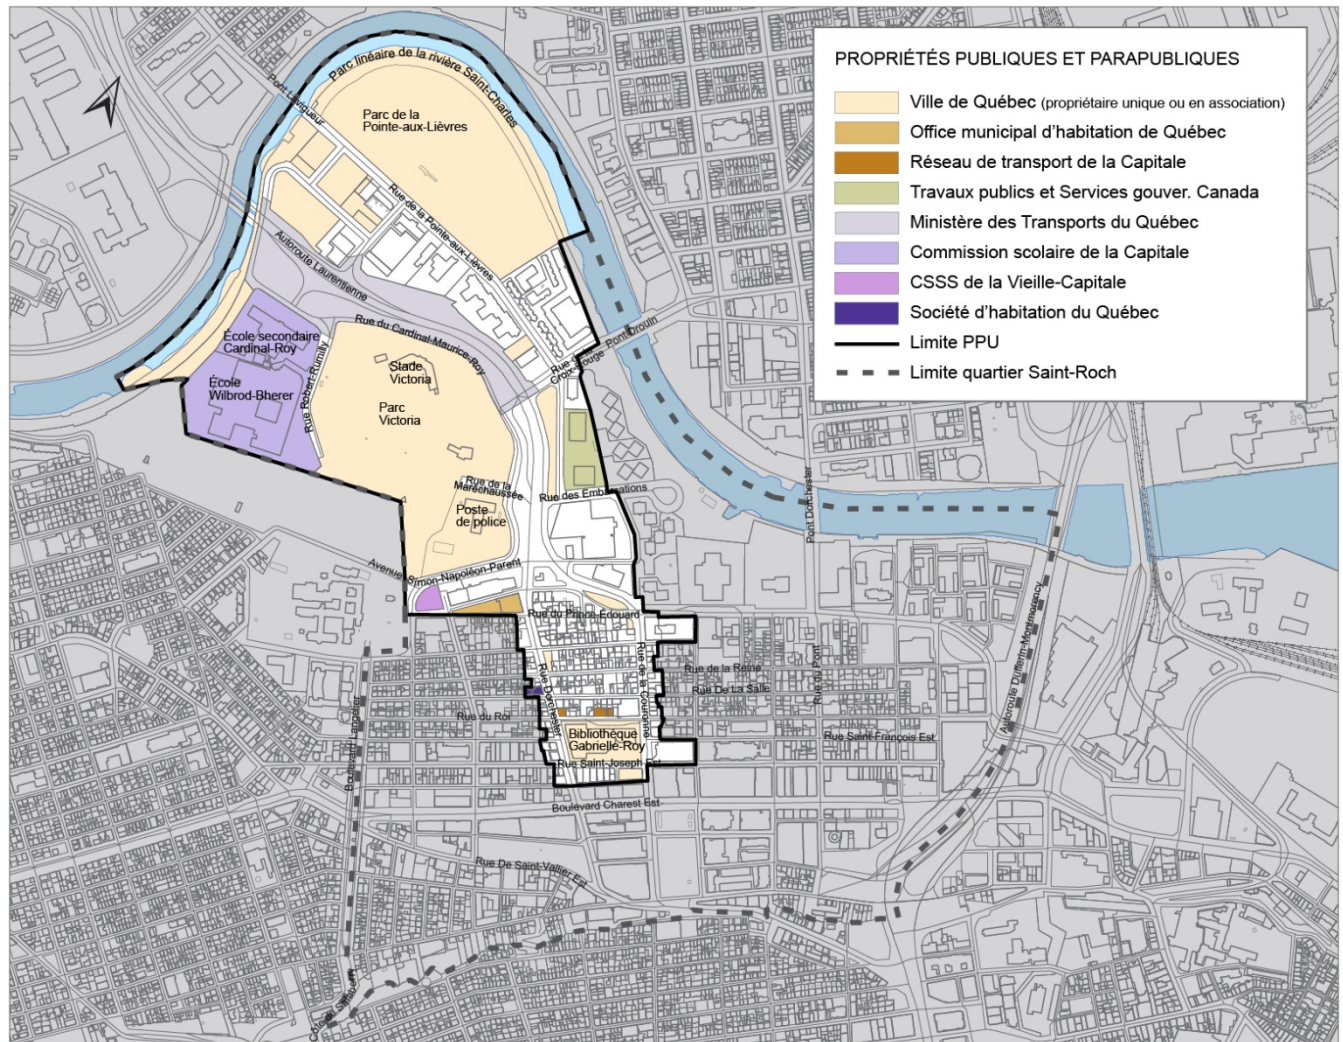 PROPRIÉTÉS PUBLIQUES ET PARAPUBLIQUES
Ville de Québec (propriétaire unique ou en association)
Office municipal d'habitation de Québec
Réseau de transport de la Capitale
Travaux publics et Services gouver. Canada
Ministère des Transports du Québec
Commission scolaire de la Capitale
CSSS de la Vieille-Capitale
Société d'habitation du Québec
Limite PPU
Limite quartier Saint-Roch
Parc linéaire de la rivière Saint-Charles
Pont Lavigueur
Parc de la
Pointe-aux-Lièvres
Rue de la Pointe-aux-Lièvres
Autoroute Laurentienne
Rue du Cardinal-Maurice-Roy
École secondaire
Cardinal-Roy
École
Wilbrod-Bherer
Rue Robert-Rumilly
Stade
Victoria
Parc
Victoria
Rue de la
Croix-Rouge
Pont Drouin
Rue de la
Maréchaussée
Rue des Embarcations
Poste
de police
Pont Dorchester
Avenue Simon-Napoléon-Parent
Rue du Prince-Édouard
Rue de la Reine
Rue De La Salle
Rue du Pont
Rue Dorchester
Rue de la Couronne
Rue du Roi
Bibliothèque
Gabrielle-Roy
Rue Saint-François Est
Rue Saint-Joseph Est
Boulevard Langelier
Boulevard Charest Est
Autoroute Dufferin-Montmorency
Rue De Saint-Vallier Est